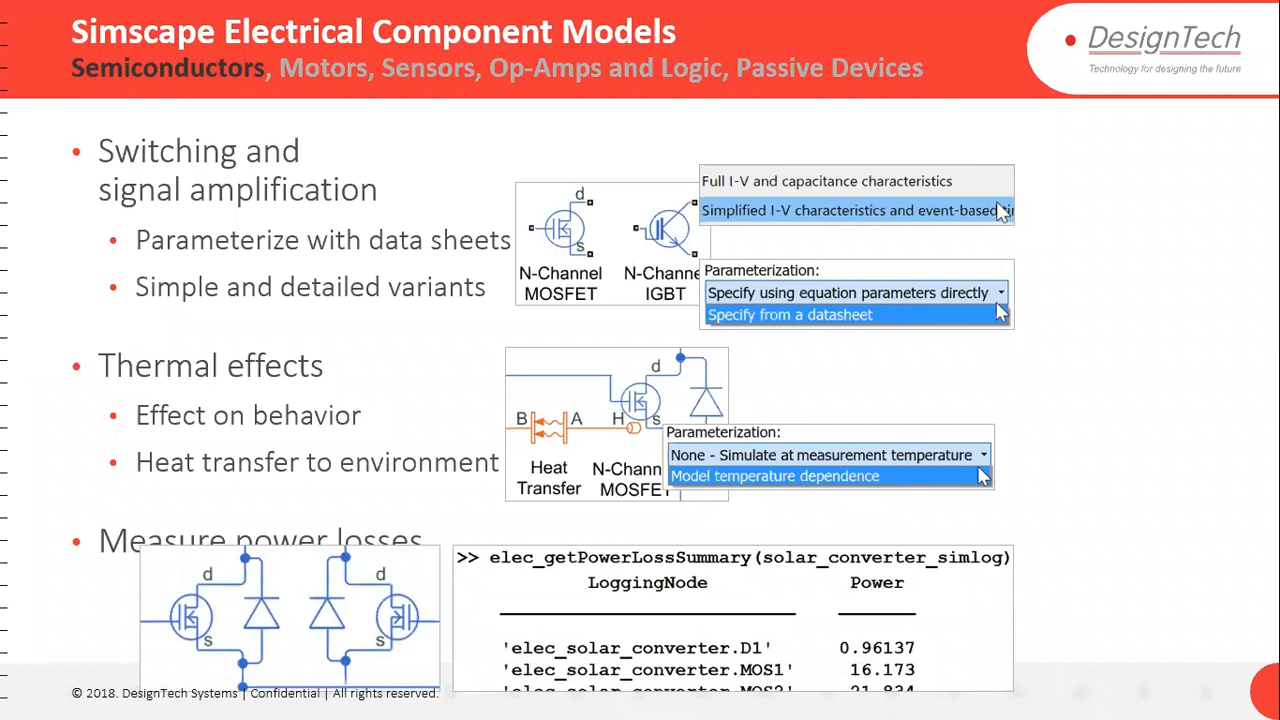 Simscape Electrical Component Models
Semiconductors, Motors, Sensors, Op-Amps and Logic, Passive Devices
DesignTech
Technology for designing the future
• Switching and
signal amplification
• Parameterize with data sheets
• Simple and detailed variants
d
s
N-Channel
MOSFET
N-Channe
IGBT
Full I-V and capacitance characteristics
Simplified I-V characteristics and event-based
Parameterization:
Specify using equation parameters directly
Specify from a datasheet
• Thermal effects
• Effect on behavior
• Heat transfer to environment
d
B A H s
Heat
Transfer
N-Chann
MOSFET
Parameterization:
None - Simulate at measurement temperature
Model temperature dependence
• Measure power losses
d d
s s
>> elec_getPowerLossSummary(solar_converter_simlog)
LoggingNode Power
'elec_solar_converter.D1' 0.96137
'elec_solar_converter.MOS1' 16.173
'elec_solar_converter.MOS2' 21.834
© 2018. DesignTech Systems | Confidential | All rights reserved.